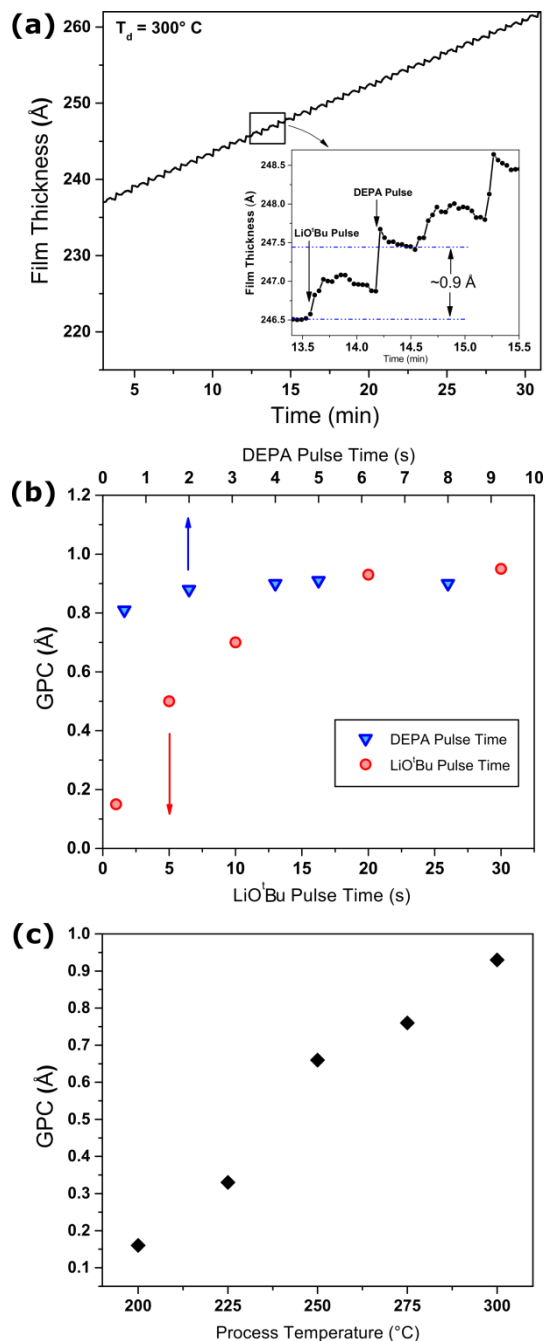 (a)
T_d = 300° C
Film Thickness (Å)
260
250
240
230
220
Film Thickness (Å)
248.5
248.0
247.5
247.0
246.5
LiOᵗBu Pulse
DEPA Pulse
~0.9 Å
13.5 14.0 14.5 15.0 15.5
Time (min)
5 10 15 20 25 30
Time (min)
(b)
DEPA Pulse Time (s)
0 1 2 3 4 5 6 7 8 9 10
GPC (Å)
1.2
1.0
0.8
0.6
0.4
0.2
0.0
DEPA Pulse Time
LiOᵗBu Pulse Time
0 5 10 15 20 25 30
LiOᵗBu Pulse Time (s)
(c)
GPC (Å)
1.0
0.9
0.8
0.7
0.6
0.5
0.4
0.3
0.2
0.1
200 225 250 275 300
Process Temperature (°C)